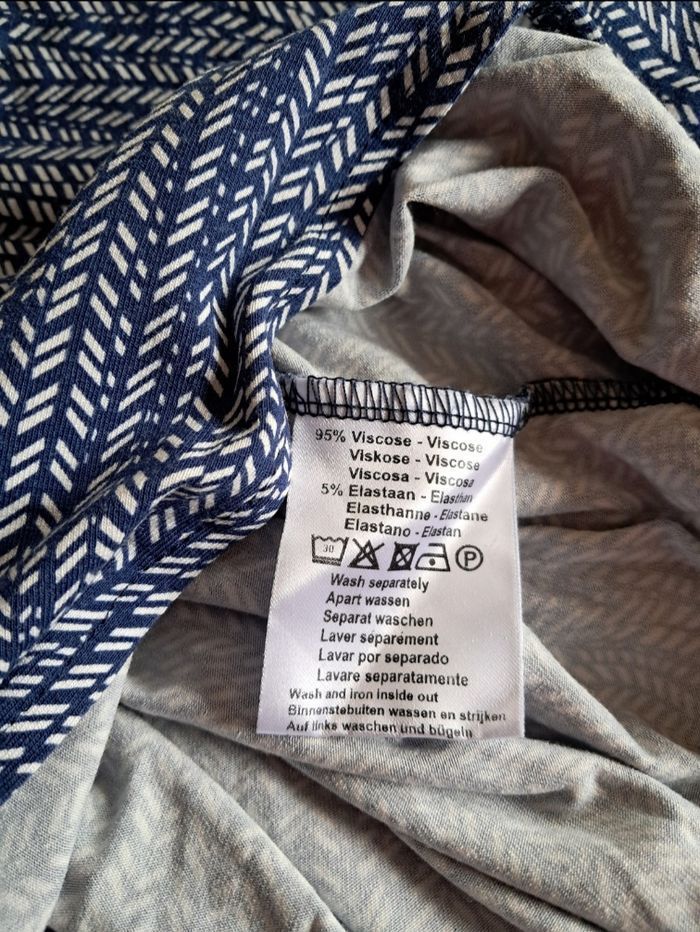 95% Viscose - Viscose
Viskose - Viscose
Viscosa - Viscosa
5% Elastaan - Elasthan
Elasthanne - Elastane
Elastano - Elastan
30 P
Wash separately
Apart wassen
Separat waschen
Laver séparément
Lavar por separado
Lavare separatamente
Wash and iron inside out
Binnenstebuiten wassen en strijken
Auf links waschen und bügeln